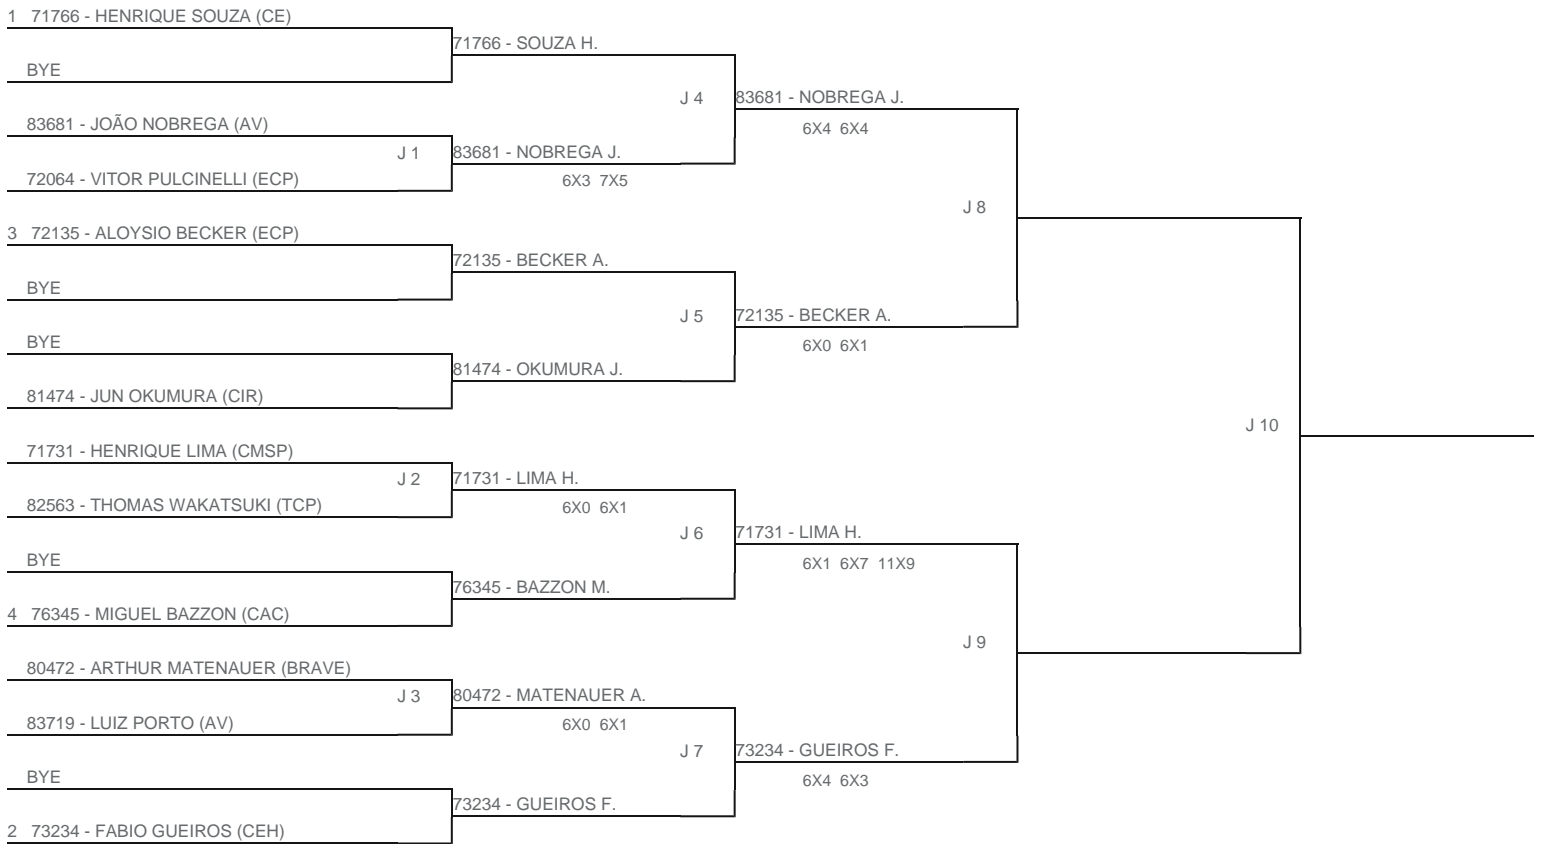 1 71766 - HENRIQUE SOUZA (CE)
71766 - SOUZA H.
BYE
J 4
83681 - NOBREGA J.
83681 - JOÃO NOBREGA (AV)
6X4 6X4
J 1
83681 - NOBREGA J.
72064 - VITOR PULCINELLI (ECP)
6X3 7X5
J 8
3 72135 - ALOYSIO BECKER (ECP)
72135 - BECKER A.
BYE
J 5
72135 - BECKER A.
BYE
6X0 6X1
81474 - OKUMURA J.
81474 - JUN OKUMURA (CIR)
J 10
71731 - HENRIQUE LIMA (CMSP)
J 2
71731 - LIMA H.
82563 - THOMAS WAKATSUKI (TCP)
6X0 6X1
J 6
71731 - LIMA H.
BYE
6X1 6X7 11X9
76345 - BAZZON M.
4 76345 - MIGUEL BAZZON (CAC)
J 9
80472 - ARTHUR MATENAUER (BRAVE)
J 3
80472 - MATENAUER A.
83719 - LUIZ PORTO (AV)
6X0 6X1
J 7
73234 - GUEIROS F.
BYE
6X4 6X3
73234 - GUEIROS F.
2 73234 - FABIO GUEIROS (CEH)